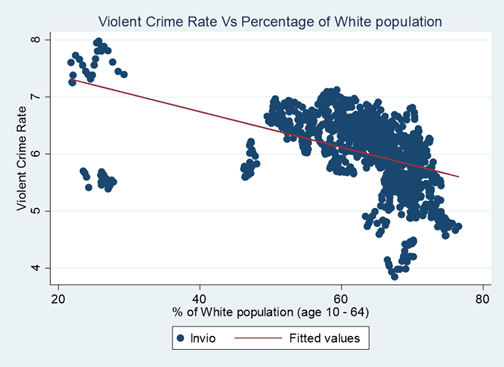 Violent Crime Rate Vs Percentage of White population
8
7
6
5
4
Violent Crime Rate
20 40 60 80
% of White population (age 10 - 64)
lnvio Fitted values